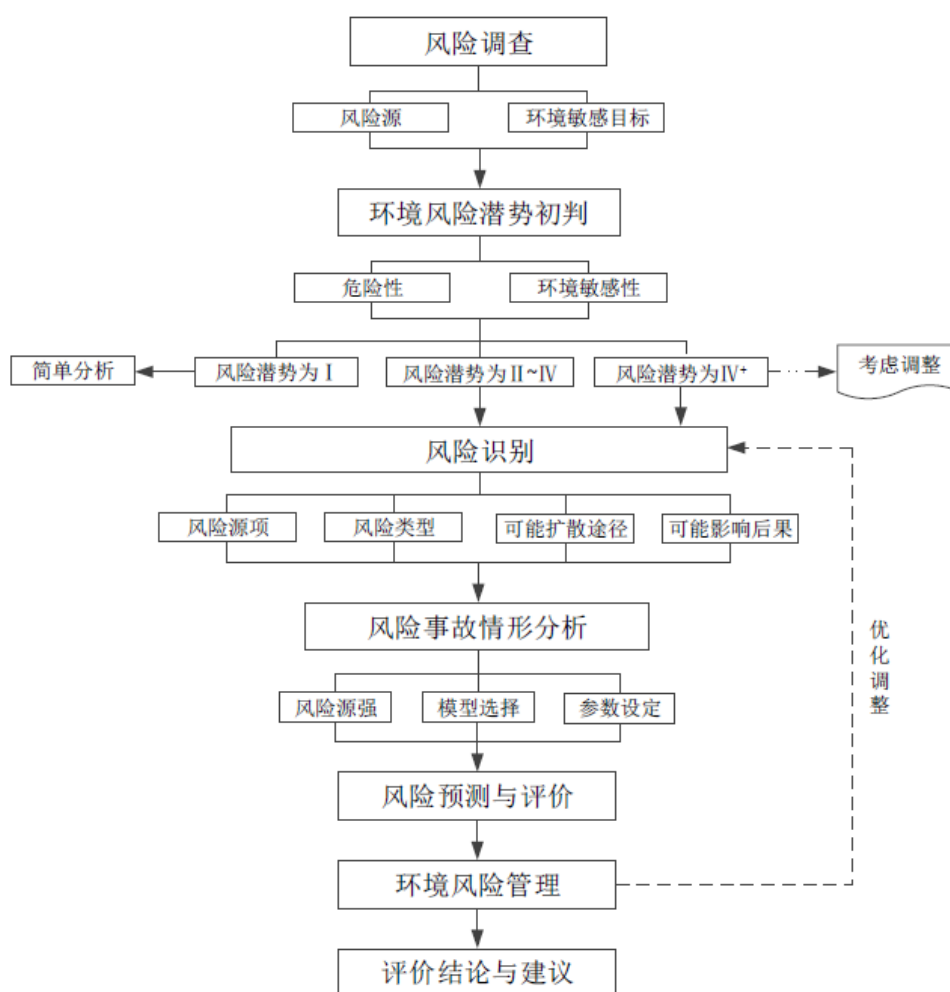 风险调查
风险源
环境敏感目标
环境风险潜势初判
危险性
环境敏感性
简单分析
风险潜势为Ⅰ
风险潜势为Ⅱ~Ⅳ
风险潜势为Ⅳ⁺
考虑调整
风险识别
风险源项
风险类型
可能扩散途径
可能影响后果
风险事故情形分析
优化调整
风险源强
模型选择
参数设定
风险预测与评价
环境风险管理
评价结论与建议